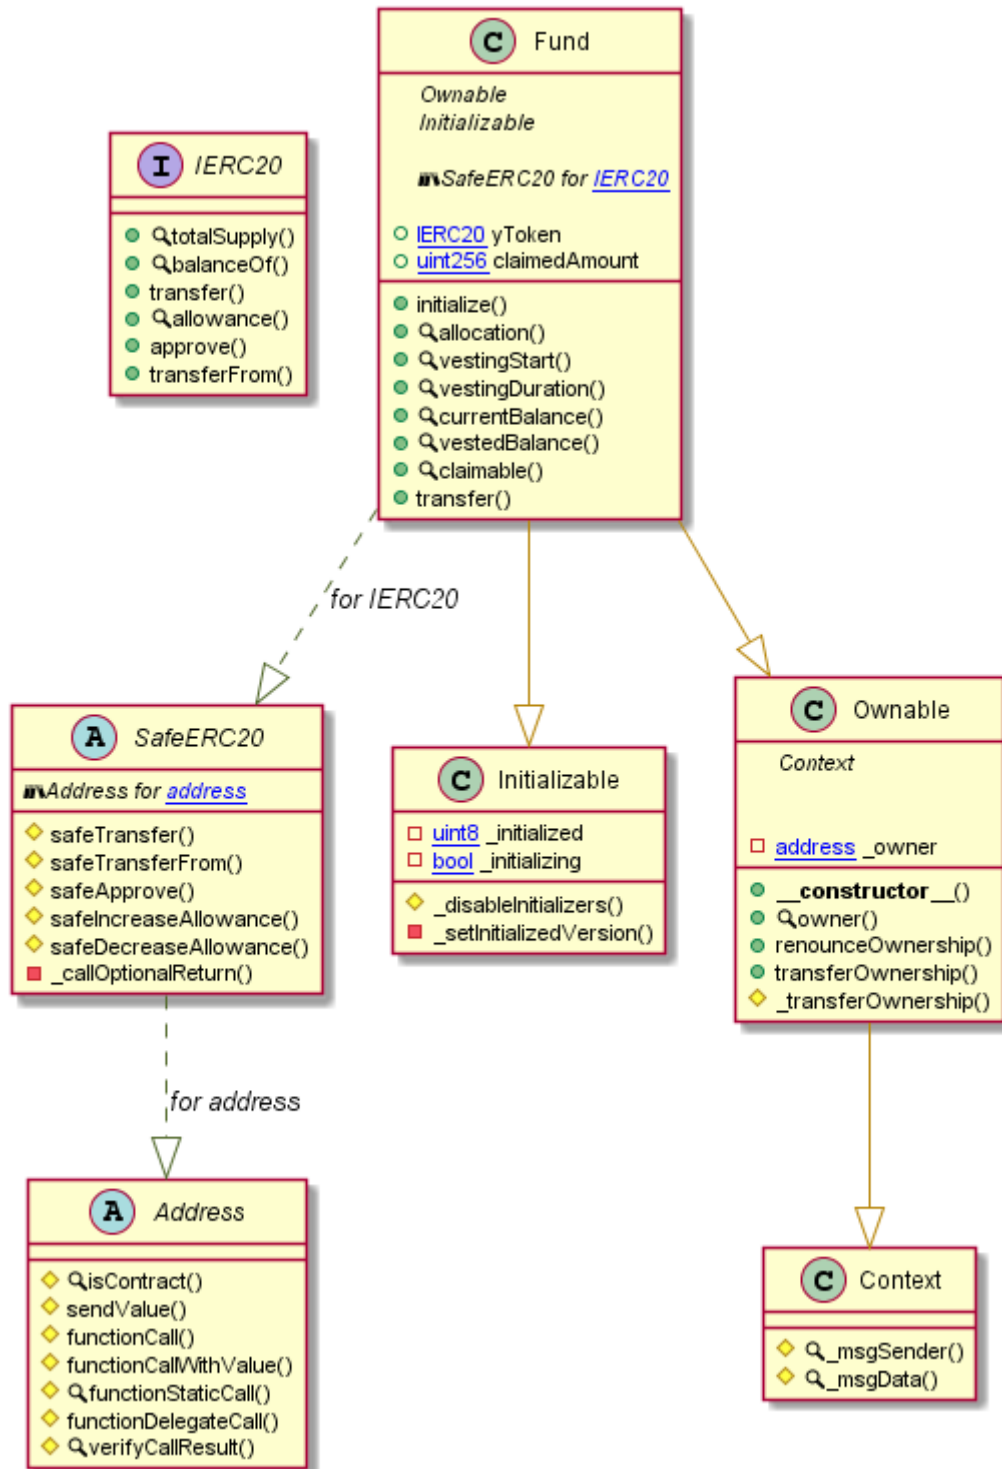 C Fund
Ownable
Initializable
SafeERC20 for IERC20
IERC20 yToken
uint256 claimedAmount
initialize()
allocation()
vestingStart()
vestingDuration()
currentBalance()
vestedBalance()
claimable()
transfer()
I IERC20
totalSupply()
balanceOf()
transfer()
allowance()
approve()
transferFrom()
for IERC20
A SafeERC20
Address for address
safeTransfer()
safeTransferFrom()
safeApprove()
safeIncreaseAllowance()
safeDecreaseAllowance()
_callOptionalReturn()
C Initializable
uint8 _initialized
bool _initializing
_disableInitializers()
_setInitializedVersion()
C Ownable
Context
address _owner
__constructor__()
owner()
renounceOwnership()
transferOwnership()
_transferOwnership()
for address
A Address
isContract()
sendValue()
functionCall()
functionCallWithValue()
functionStaticCall()
functionDelegateCall()
verifyCallResult()
C Context
_msgSender()
_msgData()